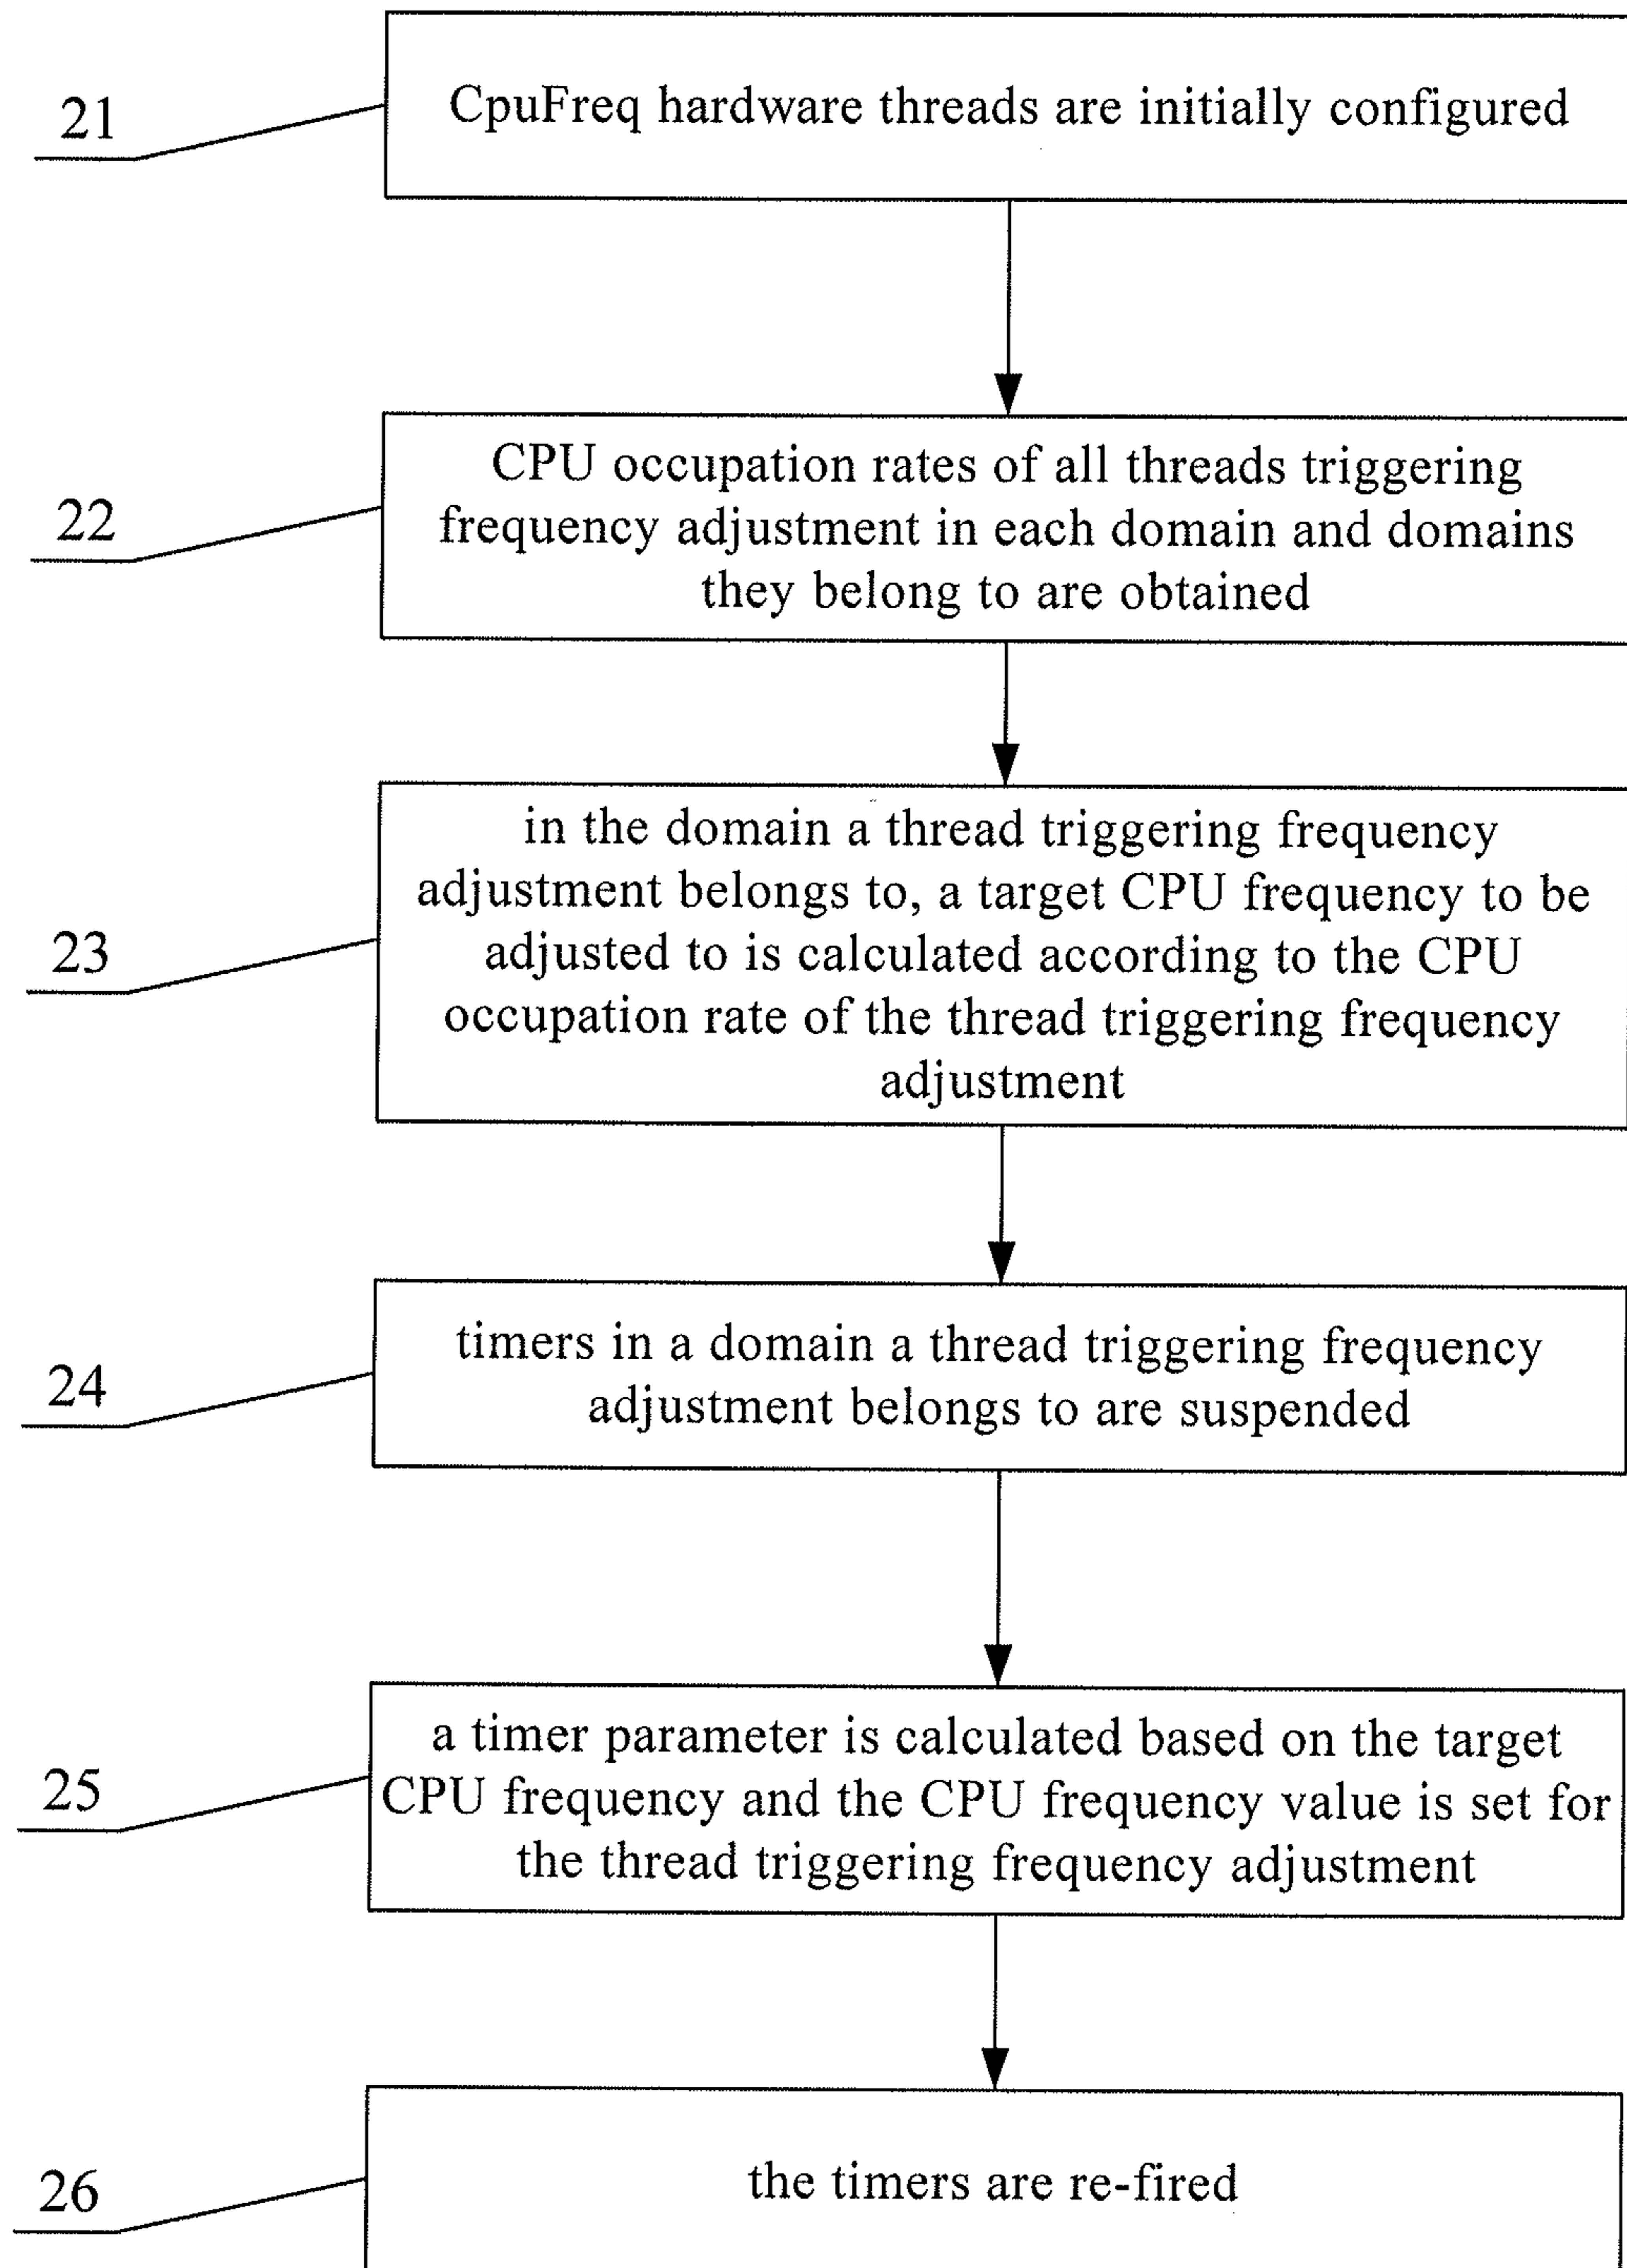 21
CpuFreq hardware threads are initially configured
22
CPU occupation rates of all threads triggering
frequency adjustment in each domain and domains
they belong to are obtained
23
in the domain a thread triggering frequency
adjustment belongs to, a target CPU frequency to be
adjusted to is calculated according to the CPU
occupation rate of the thread triggering frequency
adjustment
24
timers in a domain a thread triggering frequency
adjustment belongs to are suspended
25
a timer parameter is calculated based on the target
CPU frequency and the CPU frequency value is set for
the thread triggering frequency adjustment
26
the timers are re-fired